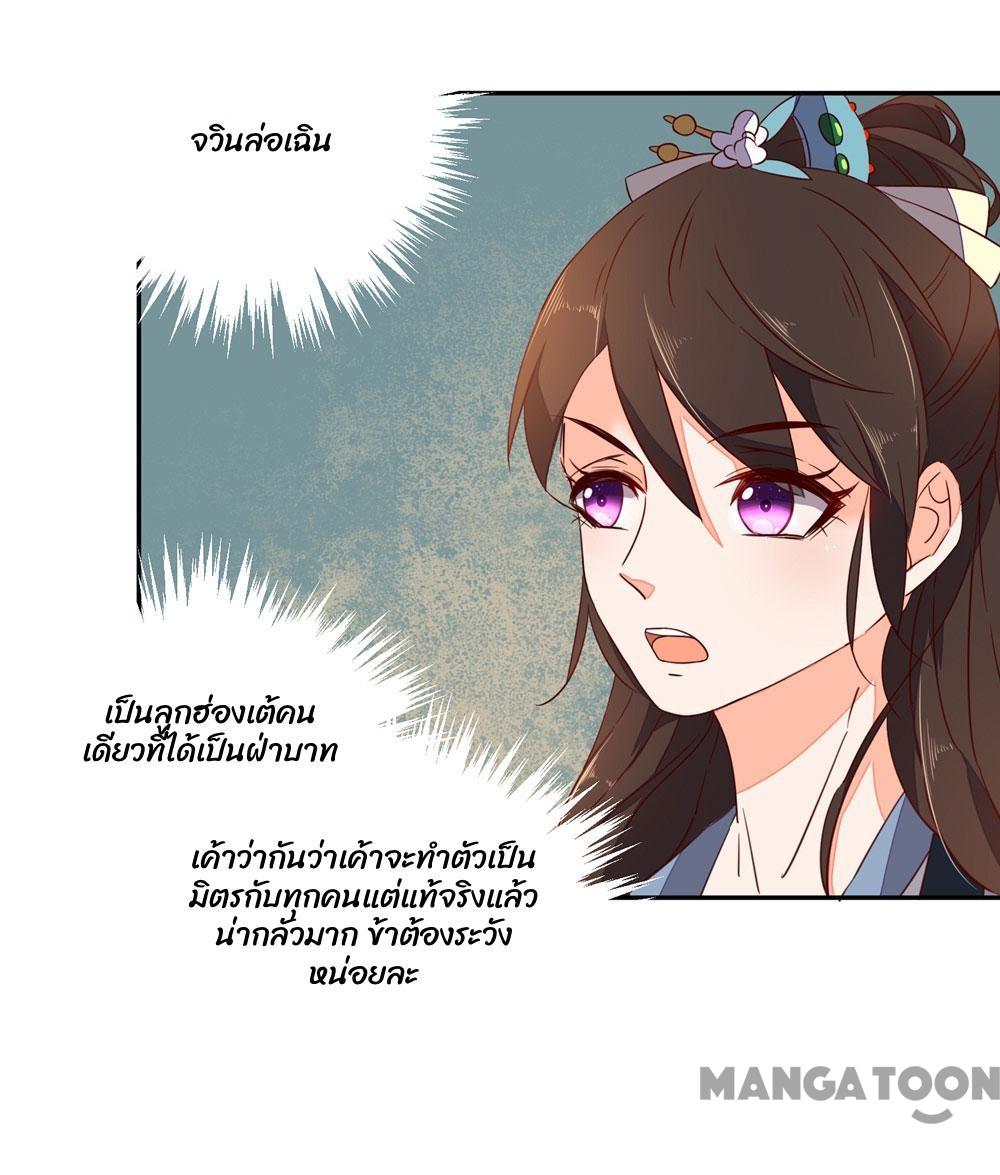 จวินล่อเฉิน
เป็นลูกฮ่องเต้คน
เดียวที่ได้เป็นฝ่าบาท
เค้าว่ากันว่าเค้าจะทำตัวเป็น
มิตรกับทุกคนแต่แท้จริงแล้ว
น่ากลัวมาก ข้าต้องระวัง
หน่อยละ
MANGATOON